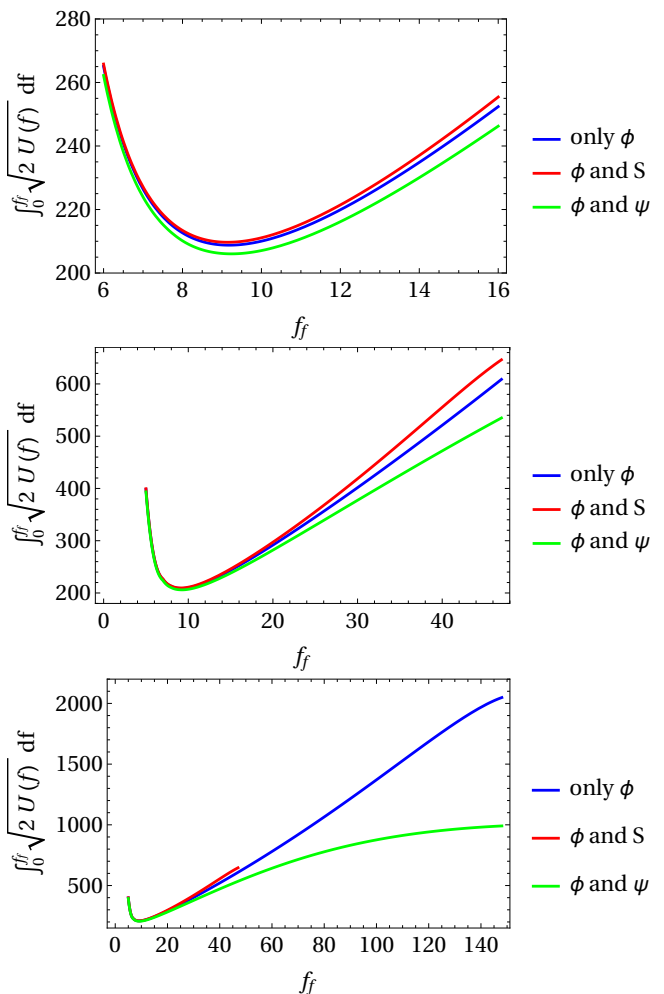 280
260
240
220
200
6 8 10 12 14 16
∫₀^{f_f} √(2 U(f)) df
f_f
only ϕ
ϕ and S
ϕ and ψ
600
500
400
300
200
0 20 40
∫₀^{f_f} √(2 U(f)) df
f_f
only ϕ
ϕ and S
ϕ and ψ
2000
1500
1000
500
0 20 40 60 80 100 120 140
∫₀^{f_f} √(2 U(f)) df
f_f
only ϕ
ϕ and S
ϕ and ψ